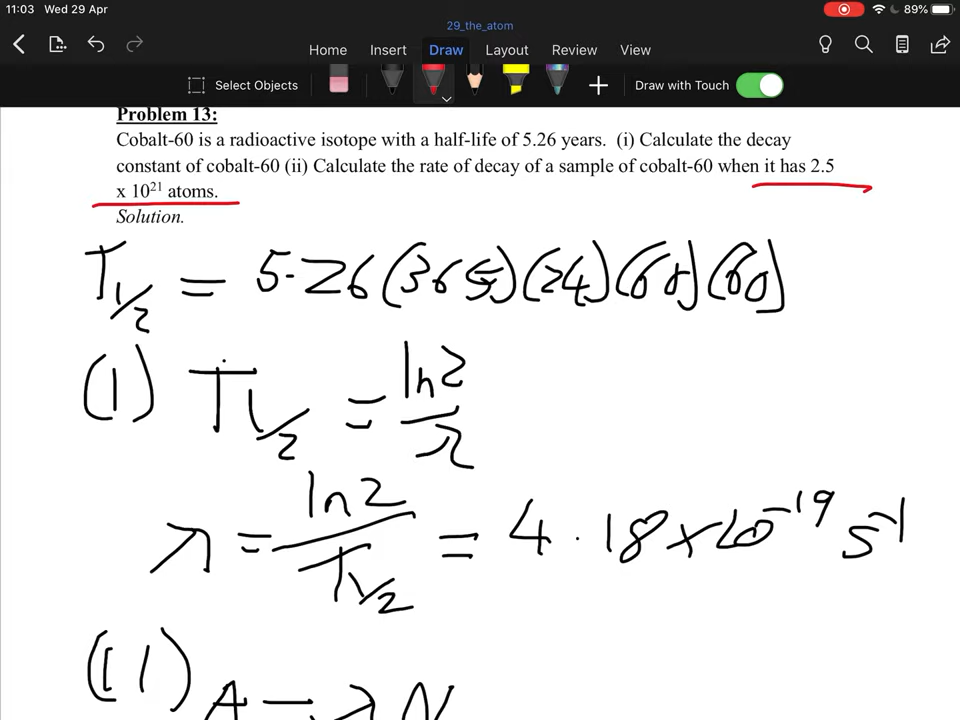 11:03 Wed 29 Apr 89%
29_the_atom
Home Insert Draw Layout Review View
Select Objects Draw with Touch
Problem 13:
Cobalt-60 is a radioactive isotope with a half-life of 5.26 years. (i) Calculate the decay
constant of cobalt-60 (ii) Calculate the rate of decay of a sample of cobalt-60 when it has 2.5
x 10²¹ atoms.
Solution.
T1/2 = 5.26(365)(24)(60)(60)
(1) T1/2 = ln2/λ
λ = ln2/T1/2 = 4.18×10⁻¹⁹ s⁻¹
(11) A = λN